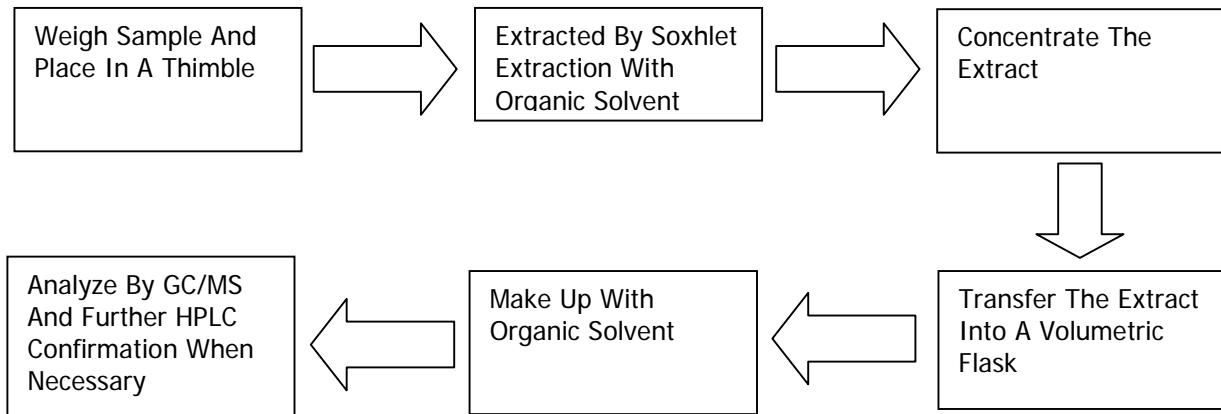 Weigh Sample And
Place In A Thimble
Extracted By Soxhlet
Extraction With
Organic Solvent
Concentrate The
Extract
Transfer The Extract
Into A Volumetric
Flask
Make Up With
Organic Solvent
Analyze By GC/MS
And Further HPLC
Confirmation When
Necessary